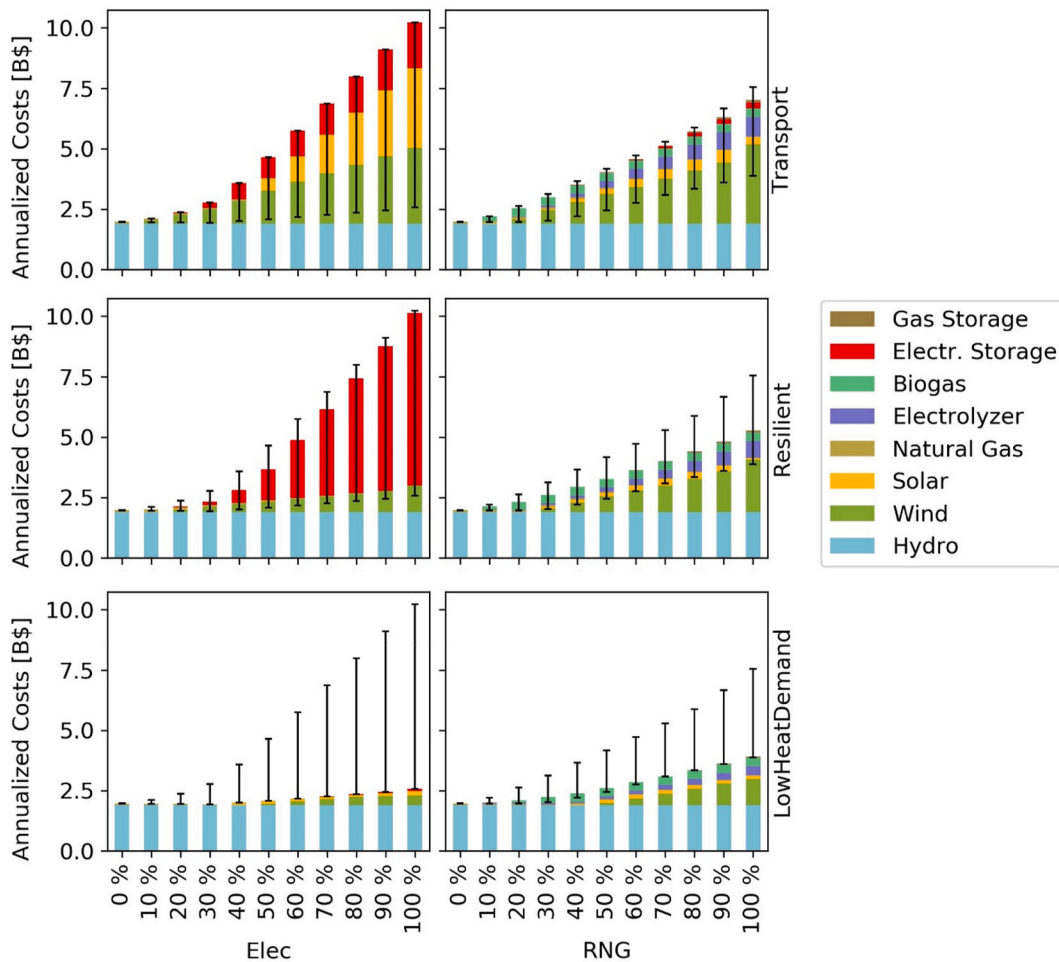 Annualized Costs [B$]
10.0
7.5
5.0
2.5
0.0
Transport
Annualized Costs [B$]
10.0
7.5
5.0
2.5
0.0
Resilient
Gas Storage
Electr. Storage
Biogas
Electrolyzer
Natural Gas
Solar
Wind
Hydro
Annualized Costs [B$]
10.0
7.5
5.0
2.5
0.0
LowHeatDemand
0 %
10 %
20 %
30 %
40 %
50 %
60 %
70 %
80 %
90 %
100 %
0 %
10 %
20 %
30 %
40 %
50 %
60 %
70 %
80 %
90 %
100 %
Elec
RNG